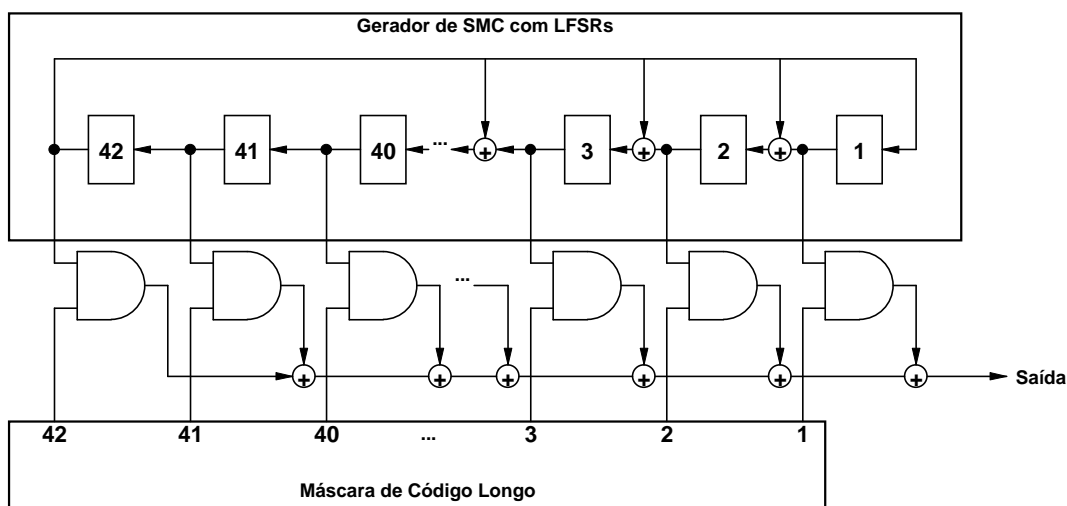 Gerador de SMC com LFSRs
42 41 40 ... + 3 + 2 + 1
...
+ + + + + + Saída
42 41 40 ... 3 2 1
Máscara de Código Longo